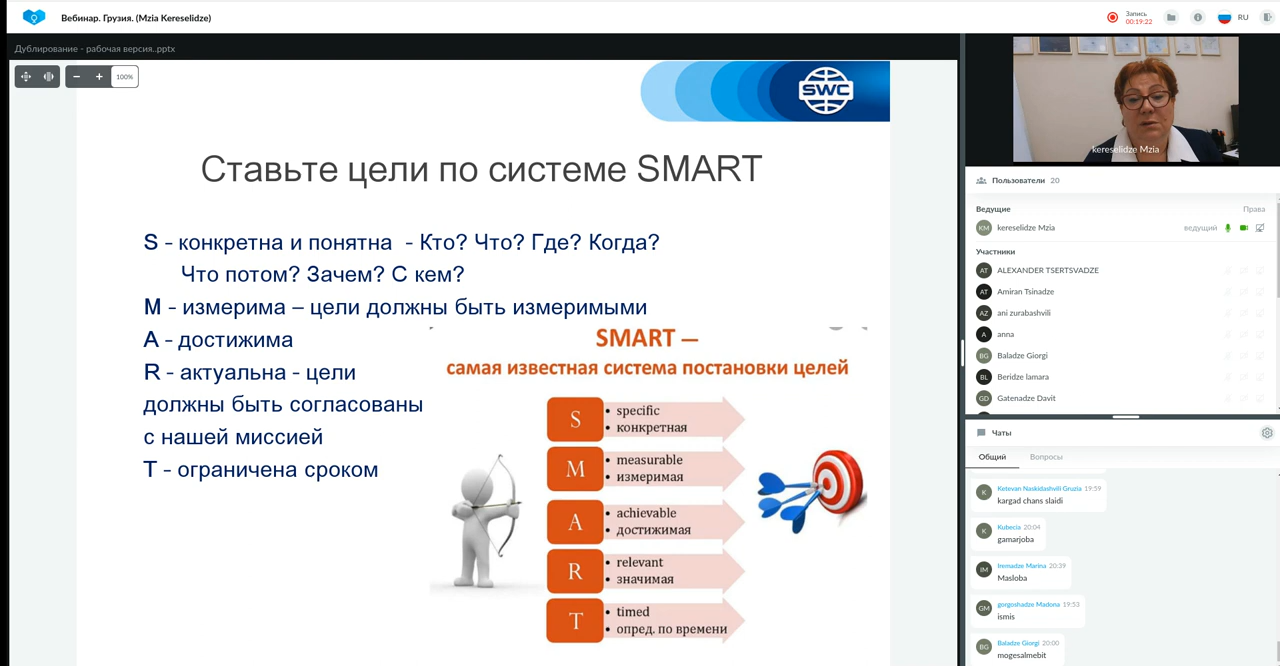 Вебинар. Грузия. (Mzia Kereselidze)
Запись
00:19:22
RU
Дублирование - рабочая версия..pptx
100%
SWC
Ставьте цели по системе SMART
S - конкретна и понятна - Кто? Что? Где? Когда?
Что потом? Зачем? С кем?
M - измерима – цели должны быть измеримыми
A - достижима
R - актуальна - цели
должны быть согласованы
с нашей миссией
T - ограничена сроком
SMART —
самая известная система постановки целей
S
• specific
• конкретная
M
• measurable
• измеримая
A
• achievable
• достижимая
R
• relevant
• значимая
T
• timed
• опред. по времени
kereselidze Mzia
Пользователи 20
Ведущие Права
KM kereselidze Mzia ведущий
Участники
AT ALEXANDER TSERTSVADZE
AT Amiran Tsinadze
AZ ani zurabashvili
A anna
BG Baladze Giorgi
BL Beridze lamara
GD Gatenadze Davit
Чаты
Общий Вопросы
K Ketevan Naskidashvili Gruzia 19:59
kargad chans slaidi
K Kubecia 20:04
gamarjoba
IM Iremadze Marina 20:39
Masloba
GM gorgoshadze Madona 19:53
ismis
BG Baladze Giorgi 20:00
mogesalmebit